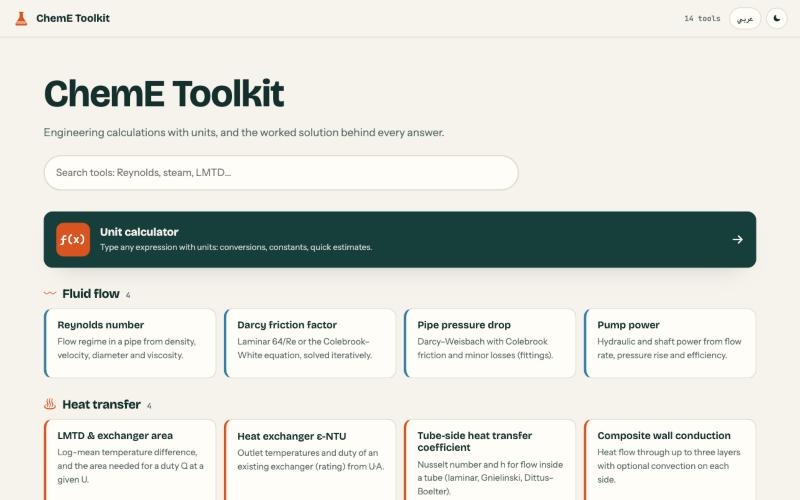 ChemE Toolkit
14 tools
عربي
ChemE Toolkit
Engineering calculations with units, and the worked solution behind every answer.
Search tools: Reynolds, steam, LMTD…
ƒ(x)
Unit calculator
Type any expression with units: conversions, constants, quick estimates.
Fluid flow 4
Reynolds number
Flow regime in a pipe from density,
velocity, diameter and viscosity.
Darcy friction factor
Laminar 64/Re or the Colebrook–
White equation, solved iteratively.
Pipe pressure drop
Darcy–Weisbach with Colebrook
friction and minor losses (fittings).
Pump power
Hydraulic and shaft power from flow
rate, pressure rise and efficiency.
Heat transfer 4
LMTD & exchanger area
Log-mean temperature difference,
and the area needed for a duty Q at a
given U.
Heat exchanger ε-NTU
Outlet temperatures and duty of an
existing exchanger (rating) from U·A.
Tube-side heat transfer
coefficient
Nusselt number and h for flow inside
a tube (laminar, Gnielinski, Dittus–
Boelter).
Composite wall conduction
Heat flow through up to three layers
with optional convection on each
side.